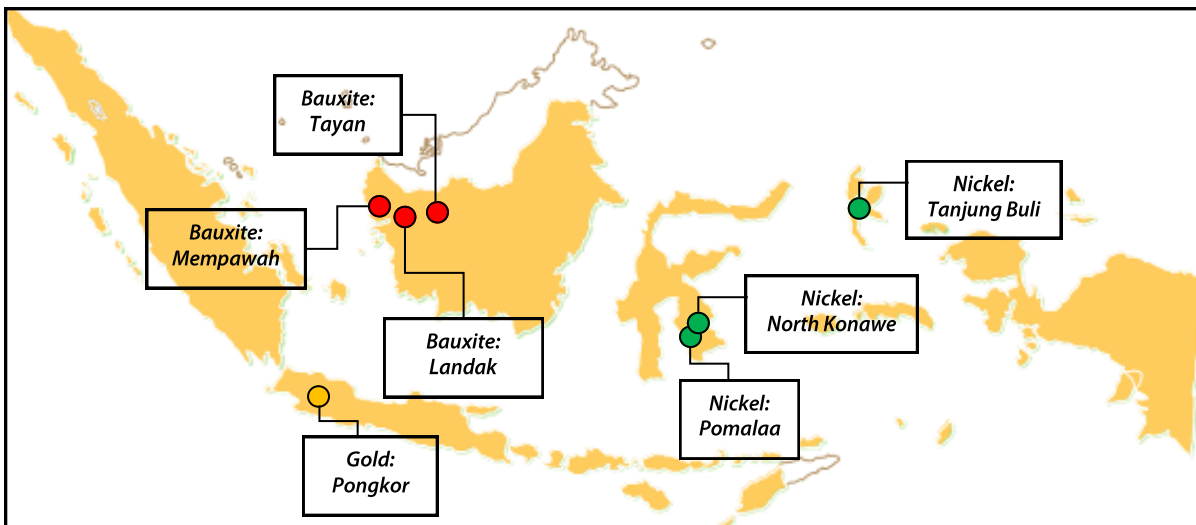 Bauxite:
Tayan
Nickel:
Tanjung Buli
Bauxite:
Mempawah
Nickel:
North Konawe
Bauxite:
Landak
Nickel:
Pomalaa
Gold:
Pongkor